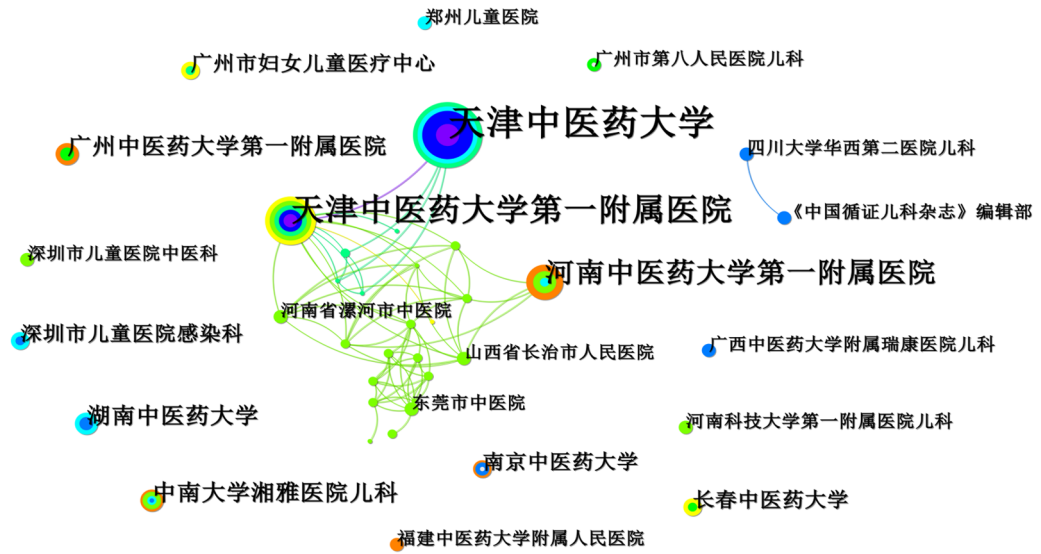 郑州儿童医院
广州市妇女儿童医疗中心
广州市第八人民医院儿科
天津中医药大学
广州中医药大学第一附属医院
四川大学华西第二医院儿科
天津中医药大学第一附属医院
《中国循证儿科杂志》编辑部
深圳市儿童医院中医科
河南中医药大学第一附属医院
河南省漯河市中医院
深圳市儿童医院感染科
山西省长治市人民医院
广西中医药大学附属瑞康医院儿科
东莞市中医院
湖南中医药大学
河南科技大学第一附属医院儿科
南京中医药大学
中南大学湘雅医院儿科
长春中医药大学
福建中医药大学附属人民医院